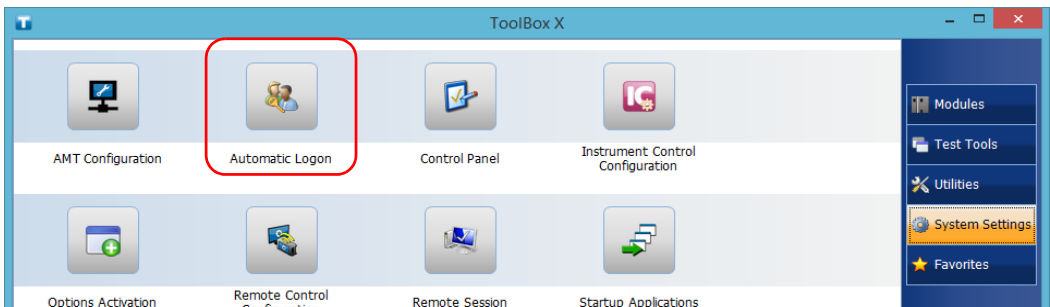 ToolBox X
AMT Configuration
Automatic Logon
Control Panel
Instrument Control
Configuration
Options Activation
Remote Control
Remote Session
Startup Applications
Modules
Test Tools
Utilities
System Settings
Favorites